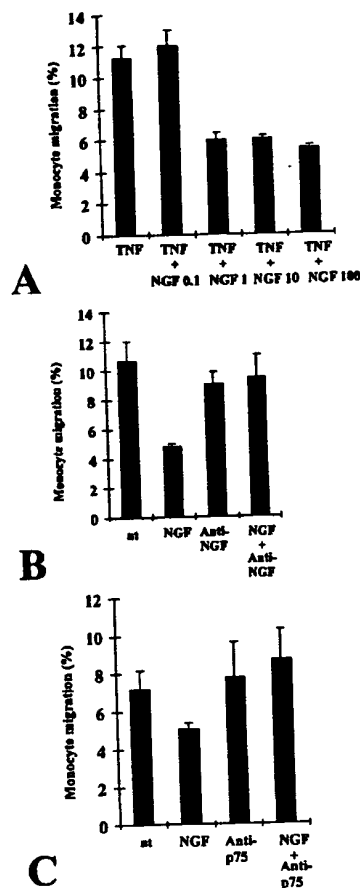 Monocyte migration (%)
14
12
10
8
6
4
2
0
TNF TNF TNF TNF TNF
+ + + +
NGF 0.1 NGF 1 NGF 10 NGF 100
A
Monocyte migration (%)
14
12
10
8
6
4
2
0
nt NGF Anti- NGF
NGF +
Anti-
NGF
B
Monocyte migration (%)
12
10
8
6
4
2
0
nt NGF Anti- NGF
p75 + Anti-
p75
C